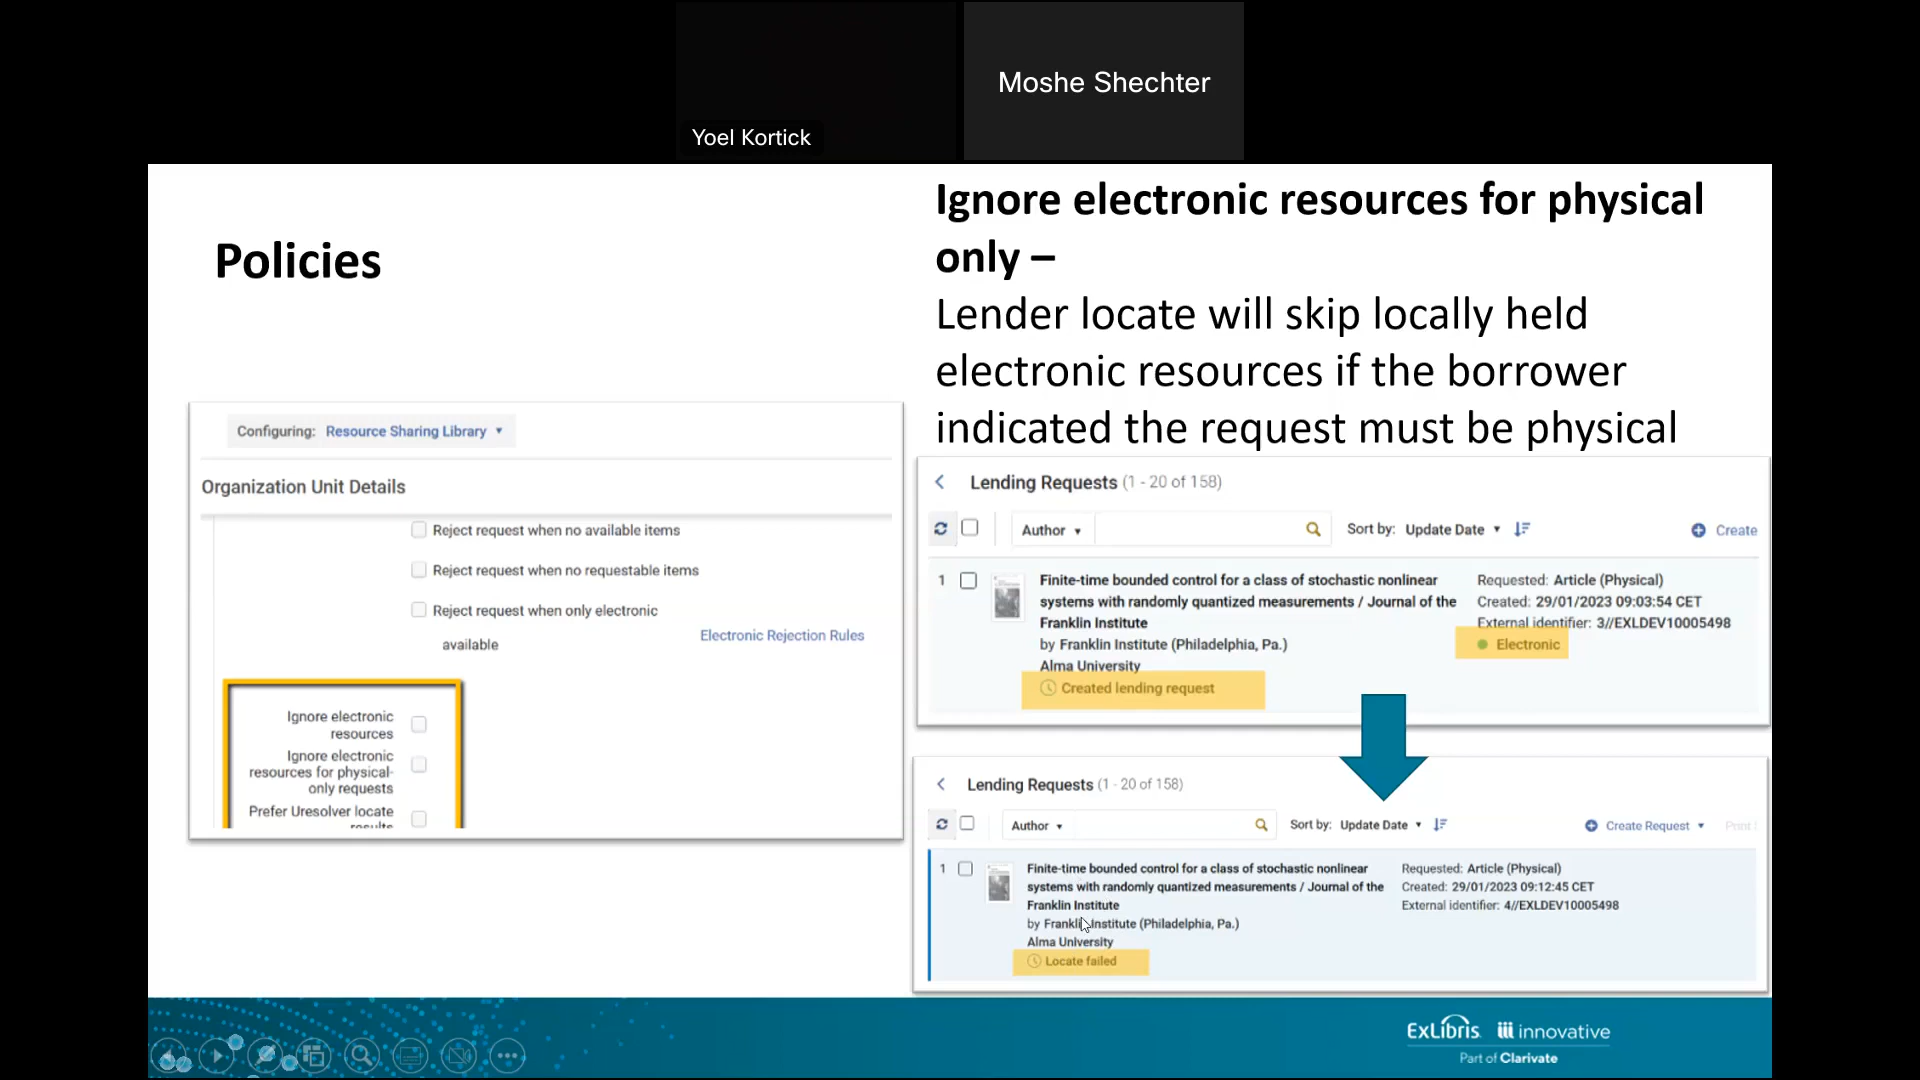 Yoel Kortick
Moshe Shechter
Policies
Ignore electronic resources for physical
only –
Lender locate will skip locally held
electronic resources if the borrower
indicated the request must be physical
Configuring: Resource Sharing Library
Organization Unit Details
Reject request when no available items
Reject request when no requestable items
Reject request when only electronic
available
Electronic Rejection Rules
Ignore electronic
resources
Ignore electronic
resources for physical-
only requests
Prefer Uresolver locate
results
Lending Requests (1 - 20 of 158)
Author
Sort by: Update Date
Create
1
Finite-time bounded control for a class of stochastic nonlinear
systems with randomly quantized measurements / Journal of the
Franklin Institute
by Franklin Institute (Philadelphia, Pa.)
Alma University
Created lending request
Requested: Article (Physical)
Created: 29/01/2023 09:03:54 CET
External identifier: 3//EXLDEV10005498
Electronic
Lending Requests (1 - 20 of 158)
Author
Sort by: Update Date
Create Request
Print
1
Finite-time bounded control for a class of stochastic nonlinear
systems with randomly quantized measurements / Journal of the
Franklin Institute
by Franklin Institute (Philadelphia, Pa.)
Alma University
Locate failed
Requested: Article (Physical)
Created: 29/01/2023 09:12:45 CET
External identifier: 4//EXLDEV10005498
ExLibris iii innovative
Part of Clarivate